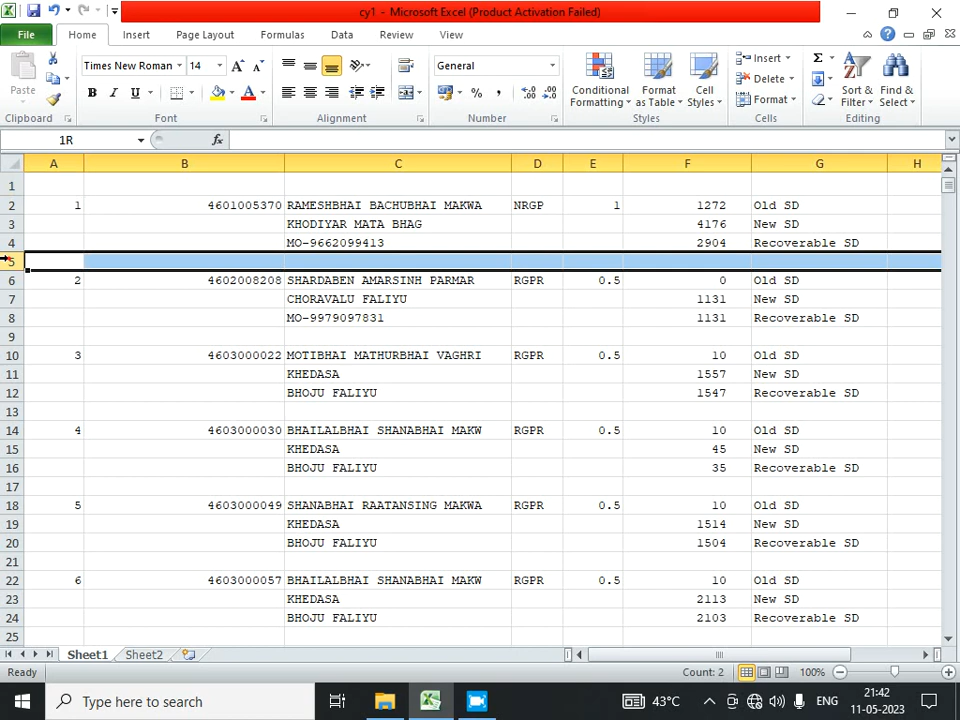 cy1 - Microsoft Excel (Product Activation Failed)
File Home Insert Page Layout Formulas Data Review View
Paste
Times New Roman 14
B I U
General
Conditional Formatting
Format as Table
Cell Styles
Insert
Delete
Format
Sort & Filter
Find & Select
Clipboard Font Alignment Number Styles Cells Editing
1R fx
A B C D E F G H
1
2 1 4601005370 RAMESHBHAI BACHUBHAI MAKWA NRGP 1 1272 Old SD
3 KHODIYAR MATA BHAG 4176 New SD
4 MO-9662099413 2904 Recoverable SD
5
6 2 4602008208 SHARDABEN AMARSINH PARMAR RGPR 0.5 0 Old SD
7 CHORAVALU FALIYU 1131 New SD
8 MO-9979097831 1131 Recoverable SD
9
10 3 4603000022 MOTIBHAI MATHURBHAI VAGHRI RGPR 0.5 10 Old SD
11 KHEDASA 1557 New SD
12 BHOJU FALIYU 1547 Recoverable SD
13
14 4 4603000030 BHAILALBHAI SHANABHAI MAKW RGPR 0.5 10 Old SD
15 KHEDASA 45 New SD
16 BHOJU FALIYU 35 Recoverable SD
17
18 5 4603000049 SHANABHAI RAATANSING MAKWA RGPR 0.5 10 Old SD
19 KHEDASA 1514 New SD
20 BHOJU FALIYU 1504 Recoverable SD
21
22 6 4603000057 BHAILALBHAI SHANABHAI MAKW RGPR 0.5 10 Old SD
23 KHEDASA 2113 New SD
24 BHOJU FALIYU 2103 Recoverable SD
25
Sheet1 Sheet2
Ready Count: 2 100%
Type here to search 43°C ENG 21:42
11-05-2023